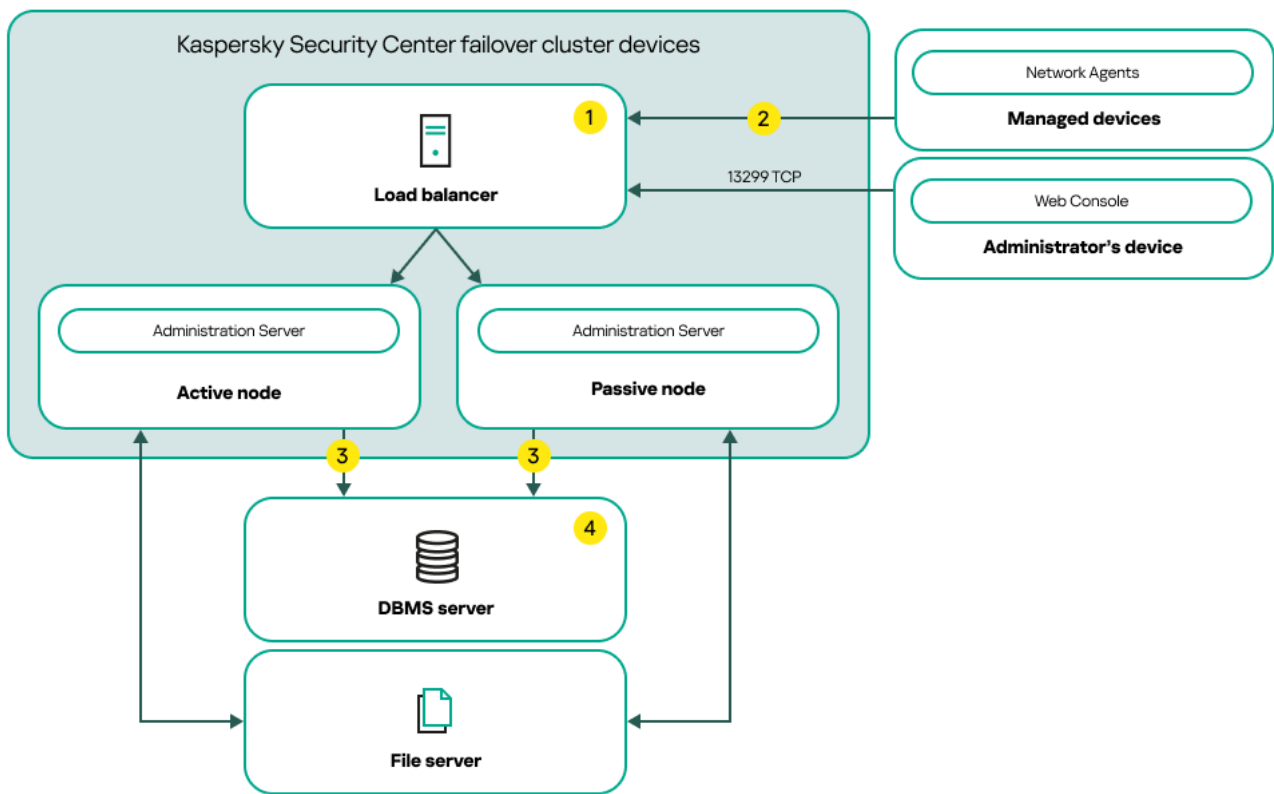 Kaspersky Security Center failover cluster devices
1
Load balancer
2
13299 TCP
Network Agents
Managed devices
Web Console
Administrator's device
Administration Server
Active node
Administration Server
Passive node
3
3
4
DBMS server
File server